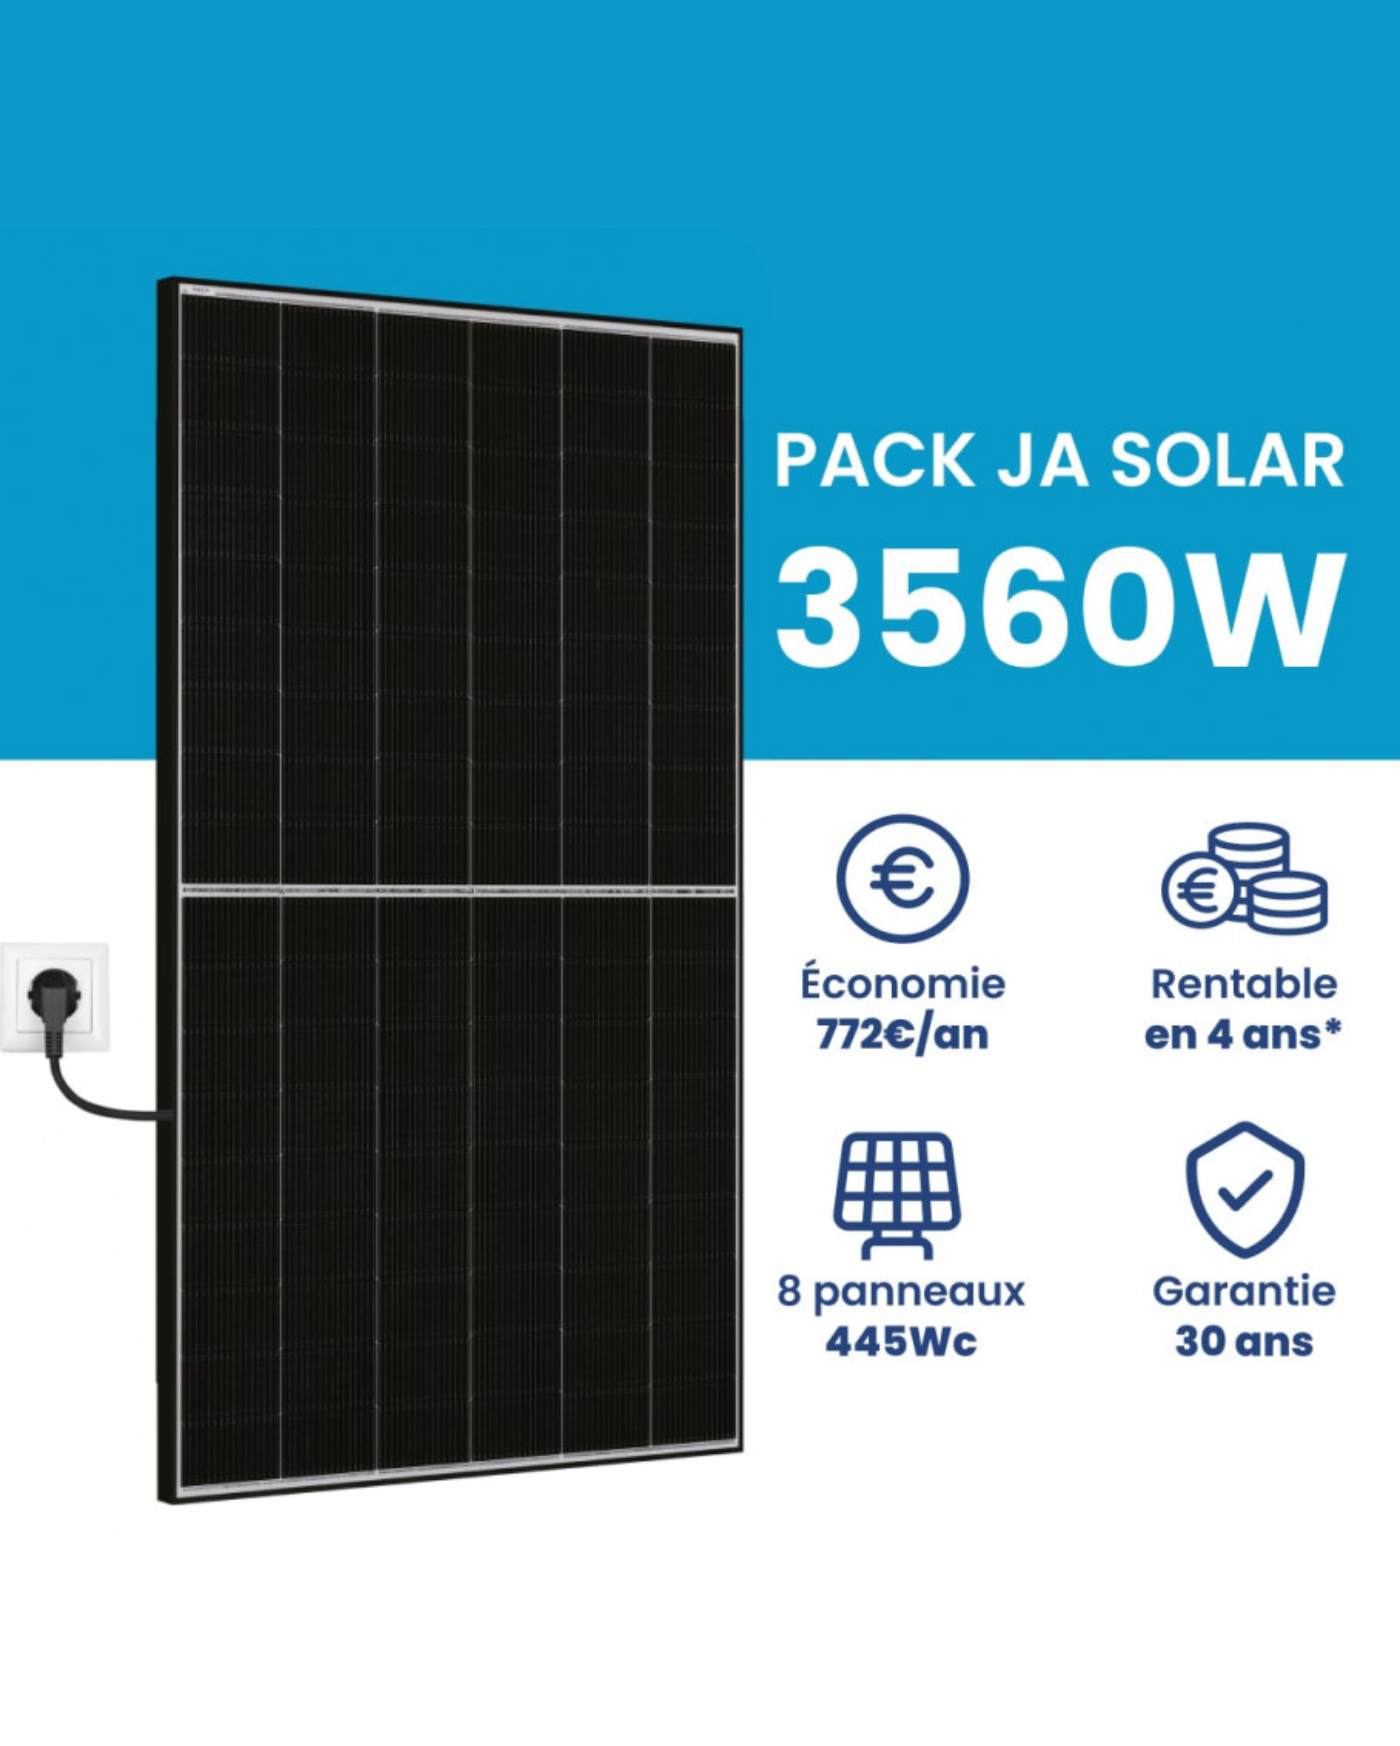 PACK JA SOLAR
3560W
Économie
772€/an
Rentable
en 4 ans*
8 panneaux
445Wc
Garantie
30 ans